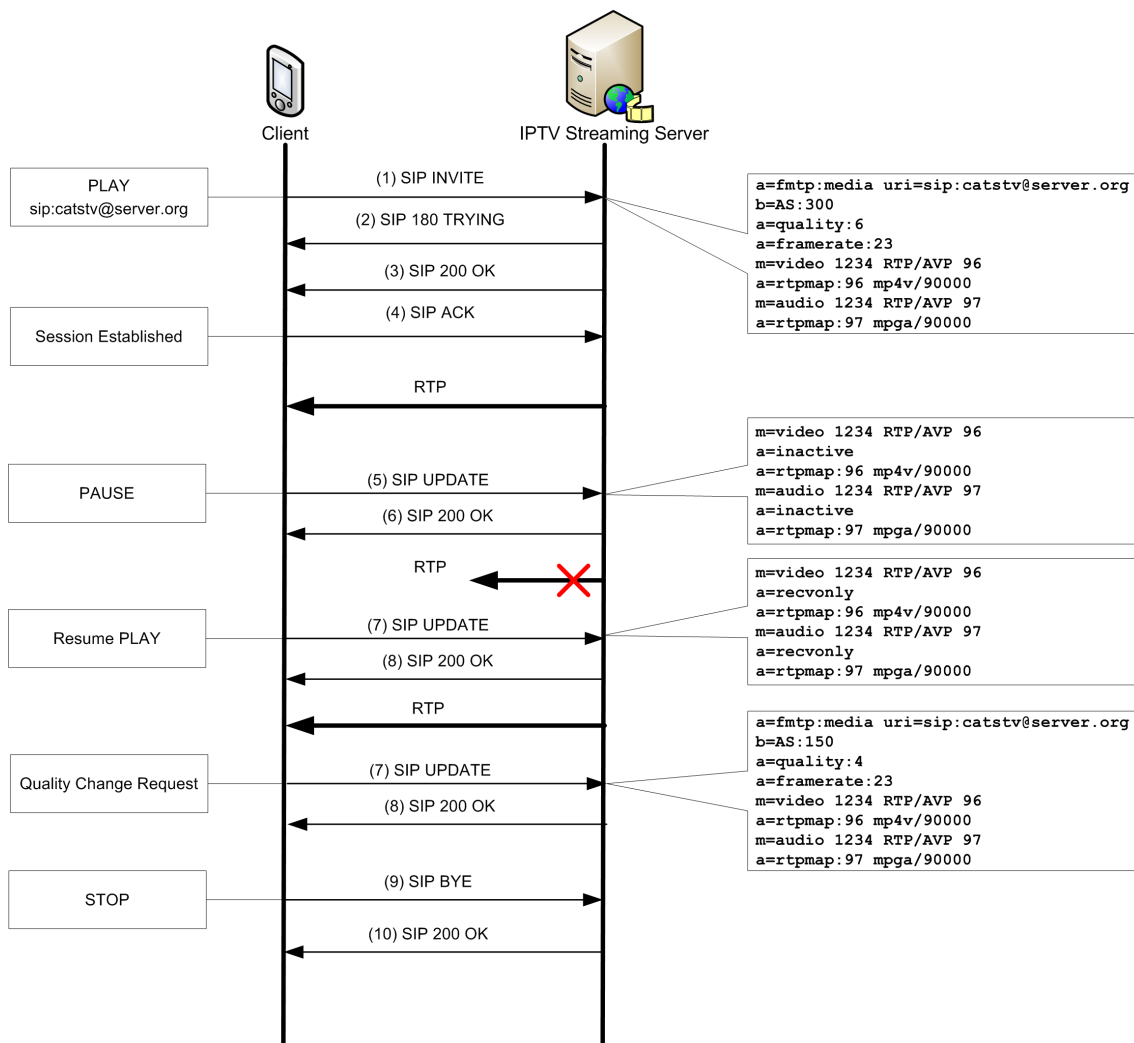 Client
IPTV Streaming Server
PLAY
sip:catstv@server.org
(1) SIP INVITE
a=fmtp:media uri=sip:catstv@server.org
b=AS:300
a=quality:6
a=framerate:23
m=video 1234 RTP/AVP 96
a=rtpmap:96 mp4v/90000
m=audio 1234 RTP/AVP 97
a=rtpmap:97 mpga/90000
(2) SIP 180 TRYING
(3) SIP 200 OK
Session Established
(4) SIP ACK
RTP
PAUSE
(5) SIP UPDATE
m=video 1234 RTP/AVP 96
a=inactive
a=rtpmap:96 mp4v/90000
m=audio 1234 RTP/AVP 97
a=inactive
a=rtpmap:97 mpga/90000
(6) SIP 200 OK
RTP
Resume PLAY
(7) SIP UPDATE
m=video 1234 RTP/AVP 96
a=recvonly
a=rtpmap:96 mp4v/90000
m=audio 1234 RTP/AVP 97
a=recvonly
a=rtpmap:97 mpga/90000
(8) SIP 200 OK
RTP
Quality Change Request
(7) SIP UPDATE
a=fmtp:media uri=sip:catstv@server.org
b=AS:150
a=quality:4
a=framerate:23
m=video 1234 RTP/AVP 96
a=rtpmap:96 mp4v/90000
m=audio 1234 RTP/AVP 97
a=rtpmap:97 mpga/90000
(8) SIP 200 OK
STOP
(9) SIP BYE
(10) SIP 200 OK